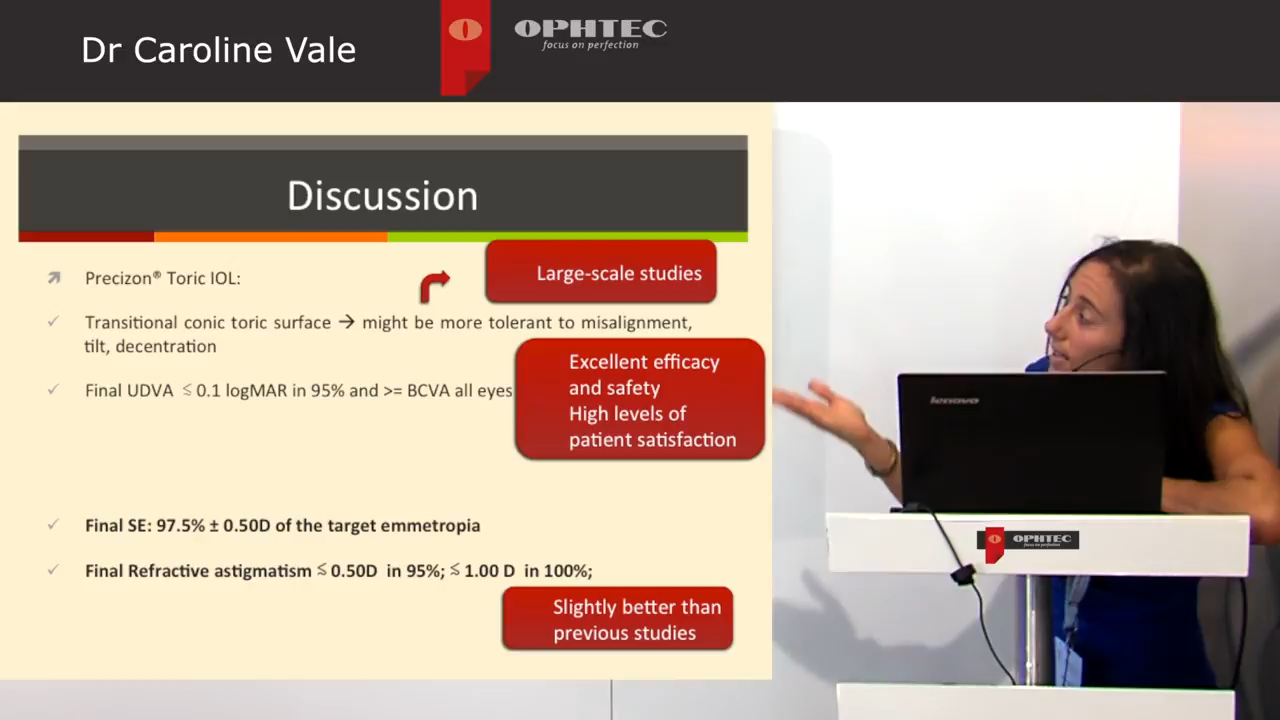 Dr Caroline Vale
OPHTEC
focus on perfection
Discussion
Precizon® Toric IOL:
Large-scale studies
Transitional conic toric surface → might be more tolerant to misalignment,
tilt, decentration
Final UDVA ≤ 0.1 logMAR in 95% and >= BCVA all eyes
Excellent efficacy
and safety
High levels of
patient satisfaction
Final SE: 97.5% ± 0.50D of the target emmetropia
Final Refractive astigmatism ≤ 0.50D in 95%; ≤ 1.00 D in 100%;
Slightly better than
previous studies
lenovo
OPHTEC
focus on perfection